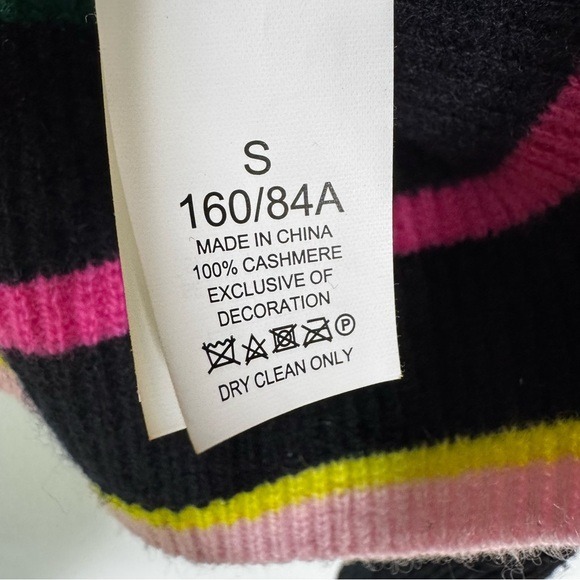 S
160/84A
MADE IN CHINA
100% CASHMERE
EXCLUSIVE OF
DECORATION
P
DRY CLEAN ONLY